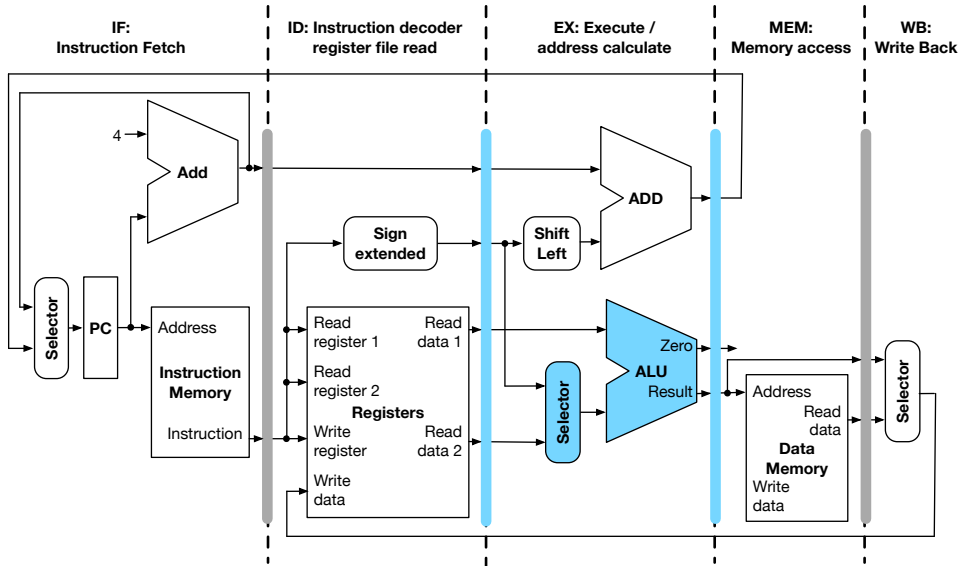 IF:
Instruction Fetch
ID: Instruction decoder
register file read
EX: Execute /
address calculate
MEM:
Memory access
WB:
Write Back
4
Add
ADD
Sign
extended
Shift
Left
Selector
PC
Address
Instruction
Memory
Instruction
Read
register 1
Read
data 1
Read
register 2
Registers
Write
register
Read
data 2
Write
data
Selector
Zero
ALU
Result
Address
Read
data
Data
Memory
Write
data
Selector